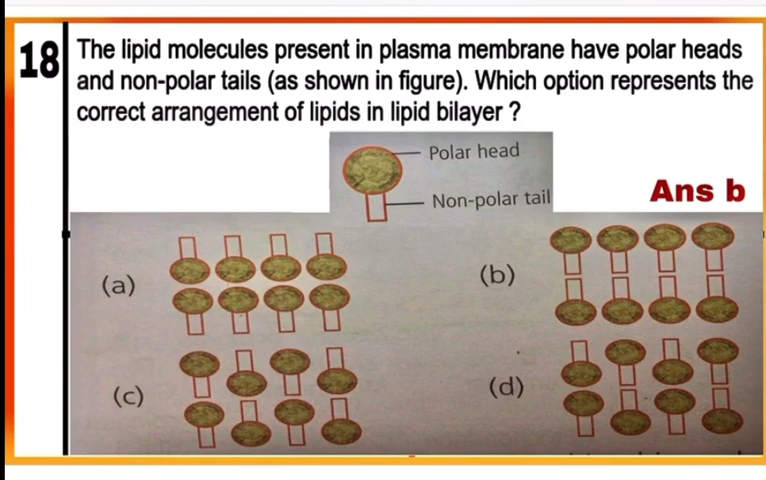 18 The lipid molecules present in plasma membrane have polar heads
and non-polar tails (as shown in figure). Which option represents the
correct arrangement of lipids in lipid bilayer ?
Polar head
Non-polar tail
Ans b
(a)
(b)
(c)
(d)